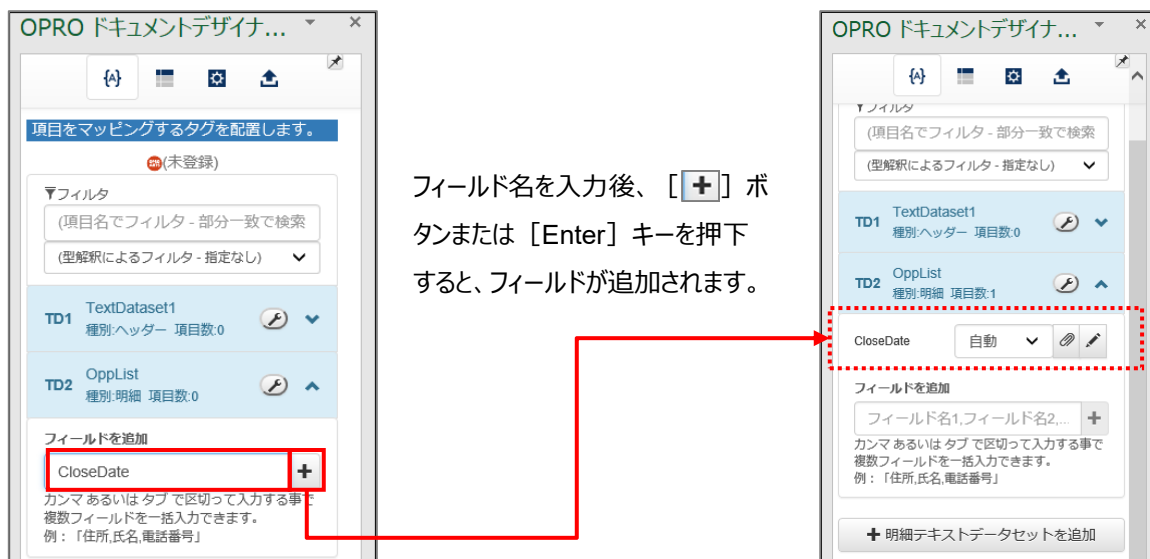 OPRO ドキュメントデザイナ...
項目をマッピングするタグを配置します。
(未登録)
▼フィルタ
(項目名でフィルタ - 部分一致で検索
(型解釈によるフィルタ - 指定なし)
TD1 TextDataset1
種別:ヘッダー 項目数:0
TD2 OppList
種別:明細 項目数:0
フィールドを追加
CloseDate
カンマ あるいは タブ で区切って入力する事で
複数フィールドを一括入力できます。
例：「住所,氏名,電話番号」
フィールド名を入力後、［+］ボ
タンまたは［Enter］キーを押下
すると、フィールドが追加されます。
OPRO ドキュメントデザイナ...
▼フィルタ
(項目名でフィルタ - 部分一致で検索
(型解釈によるフィルタ - 指定なし)
TD1 TextDataset1
種別:ヘッダー 項目数:0
TD2 OppList
種別:明細 項目数:1
CloseDate 自動
フィールドを追加
フィールド名1,フィールド名2,...
カンマ あるいは タブ で区切って入力する事で
複数フィールドを一括入力できます。
例：「住所,氏名,電話番号」
+ 明細テキストデータセットを追加